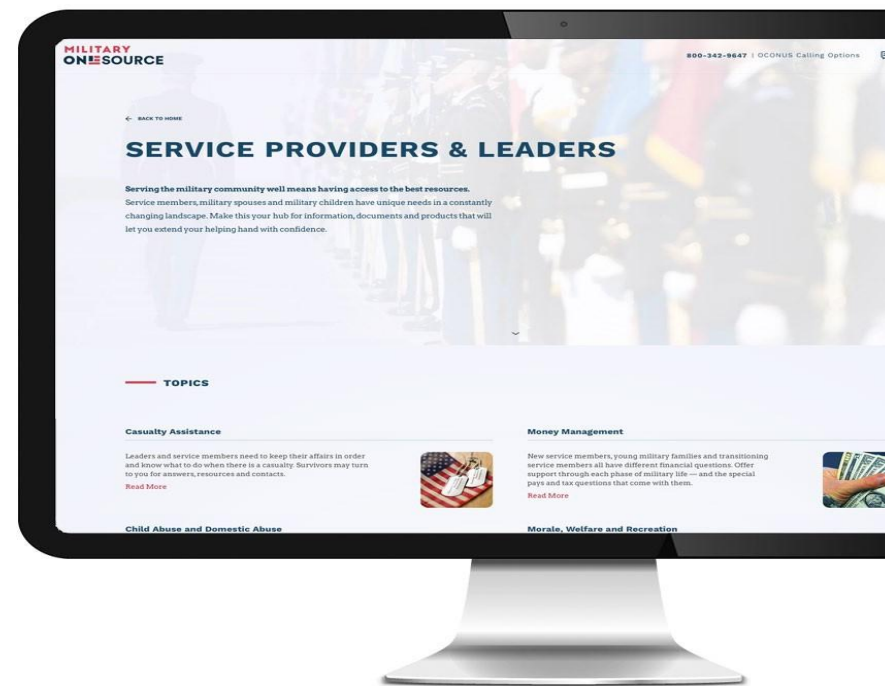 MILITARY
ONESOURCE
800-342-9647 | OCONUS Calling Options
← BACK TO HOME
SERVICE PROVIDERS & LEADERS
Serving the military community well means having access to the best resources.
Service members, military spouses and military children have unique needs in a constantly
changing landscape. Make this your hub for information, documents and products that will
let you extend your helping hand with confidence.
TOPICS
Casualty Assistance
Leaders and service members need to keep their affairs in order
and know what to do when there is a casualty. Survivors may turn
to you for answers, resources and contacts.
Read More
Money Management
New service members, young military families and transitioning
service members all have different financial questions. Offer
support through each phase of military life — and the special
pays and tax questions that come with them.
Read More
Child Abuse and Domestic Abuse
Morale, Welfare and Recreation